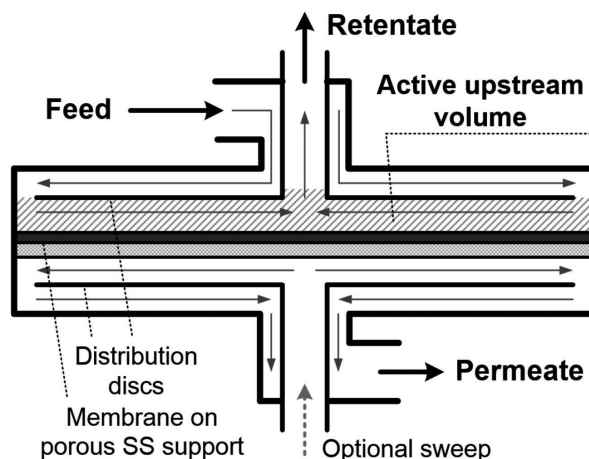 Retentate
Feed
Active upstream
volume
Distribution
discs
Membrane on
porous SS support
Permeate
Optional sweep